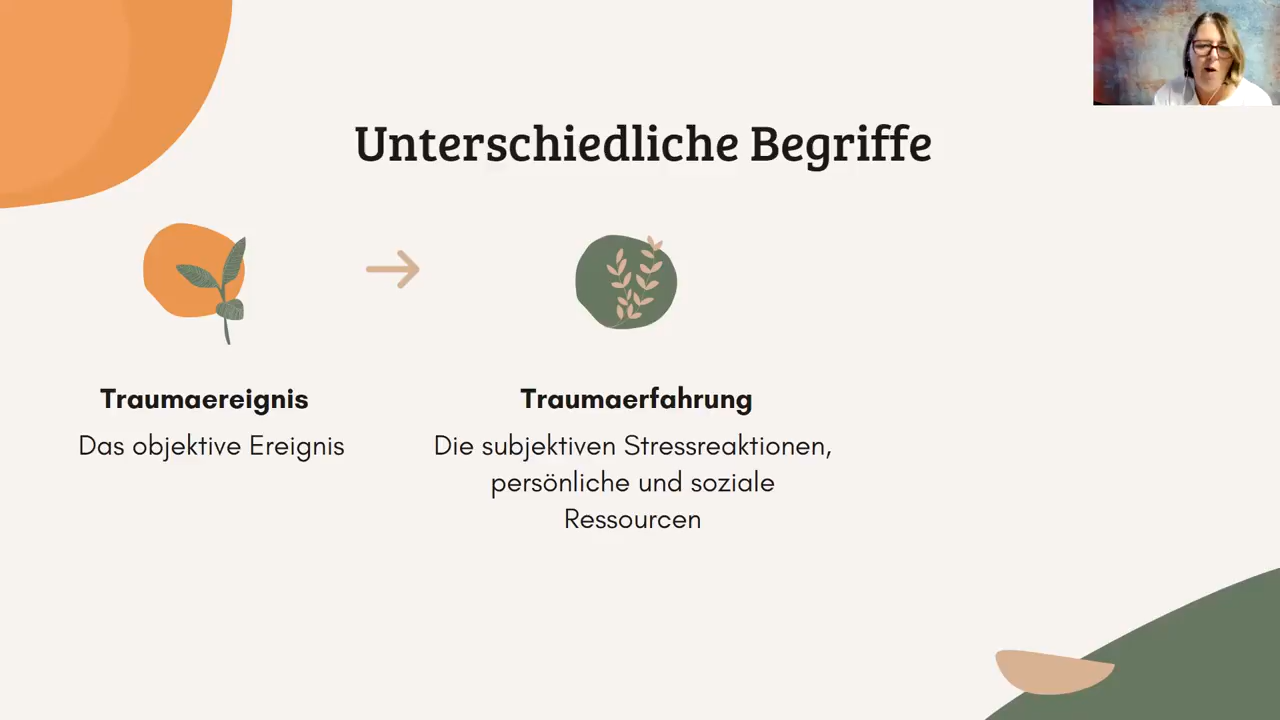 Unterschiedliche Begriffe
Traumaereignis
Das objektive Ereignis
Traumaerfahrung
Die subjektiven Stressreaktionen,
persönliche und soziale
Ressourcen